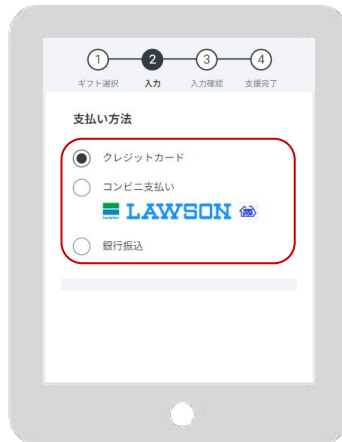 1 2 3 4
ギフト選択 入力 入力確認 支援完了
支払い方法
クレジットカード
コンビニ支払い
FamilyMart LAWSON
銀行振込